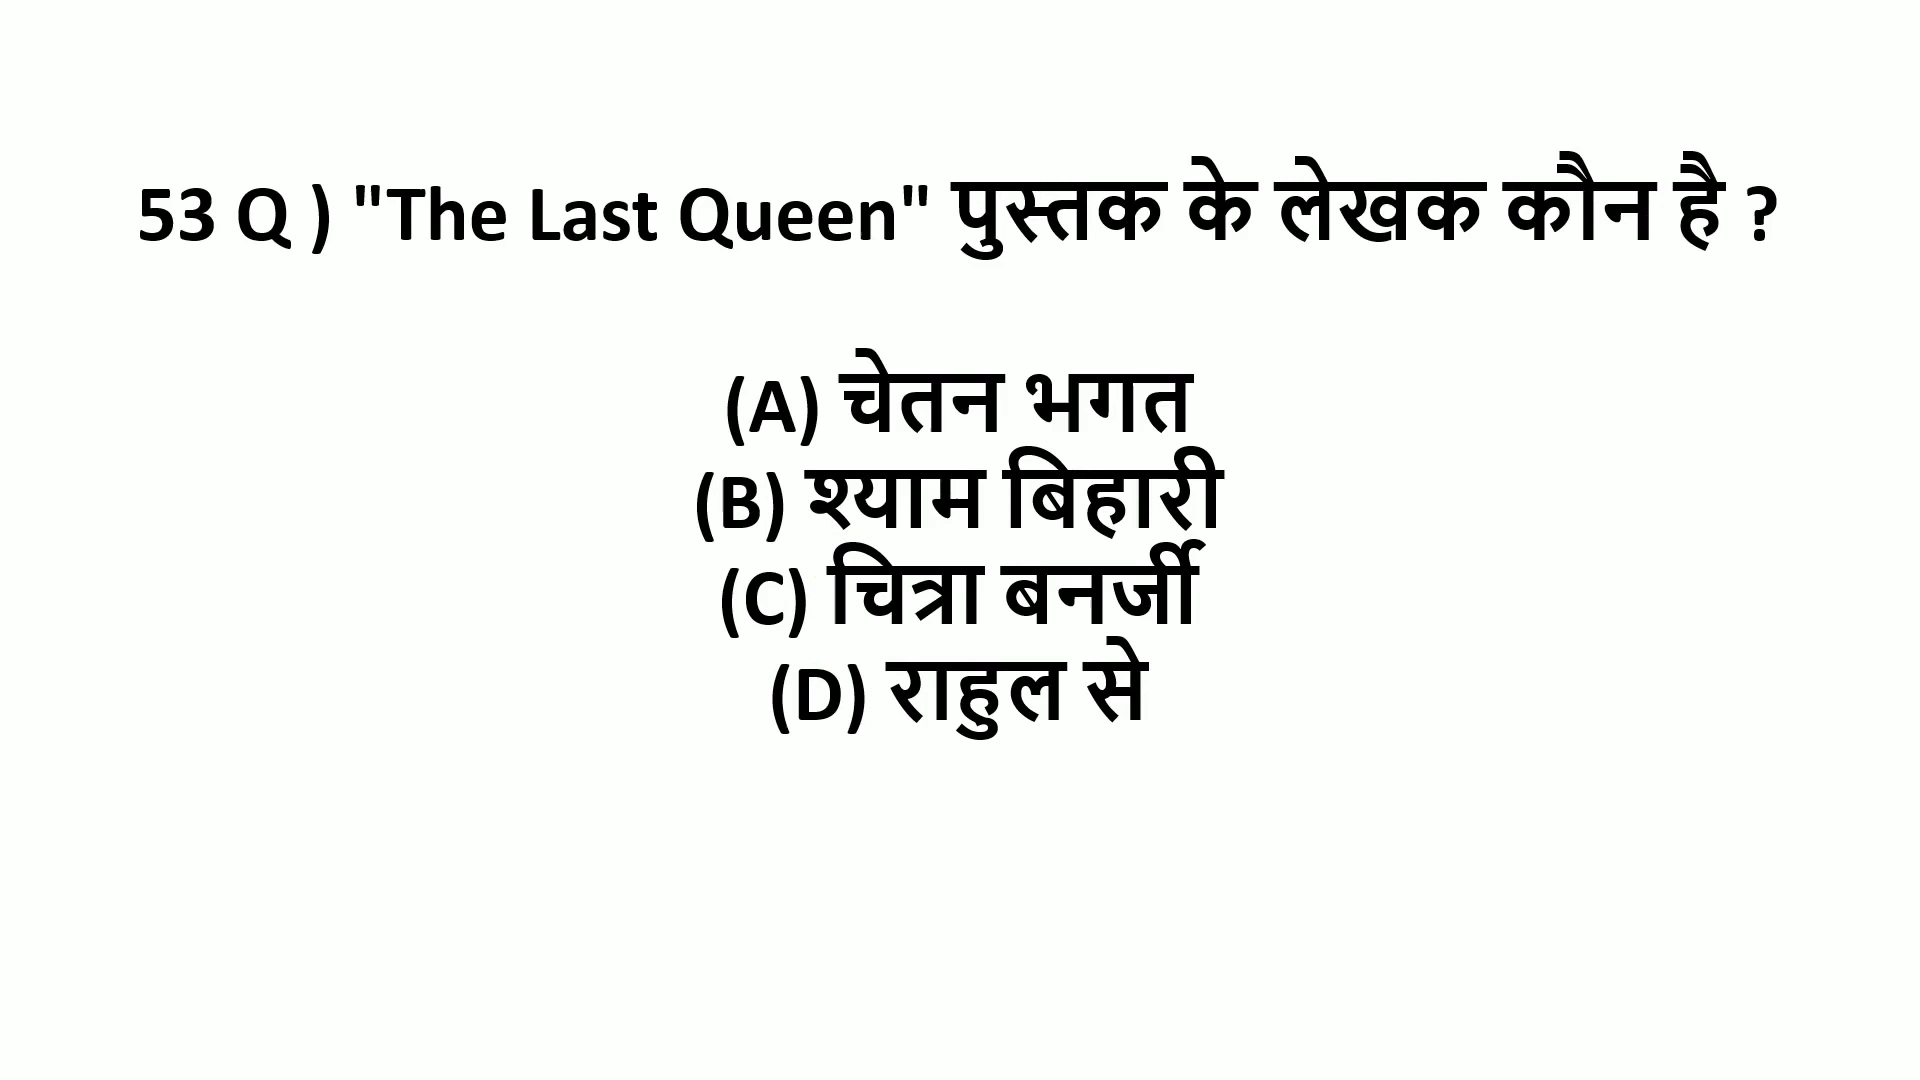 53 Q ) "The Last Queen" पुस्तक के लेखक कौन है ?
(A) चेतन भगत
(B) श्याम बिहारी
(C) चित्रा बनर्जी
(D) राहुल से